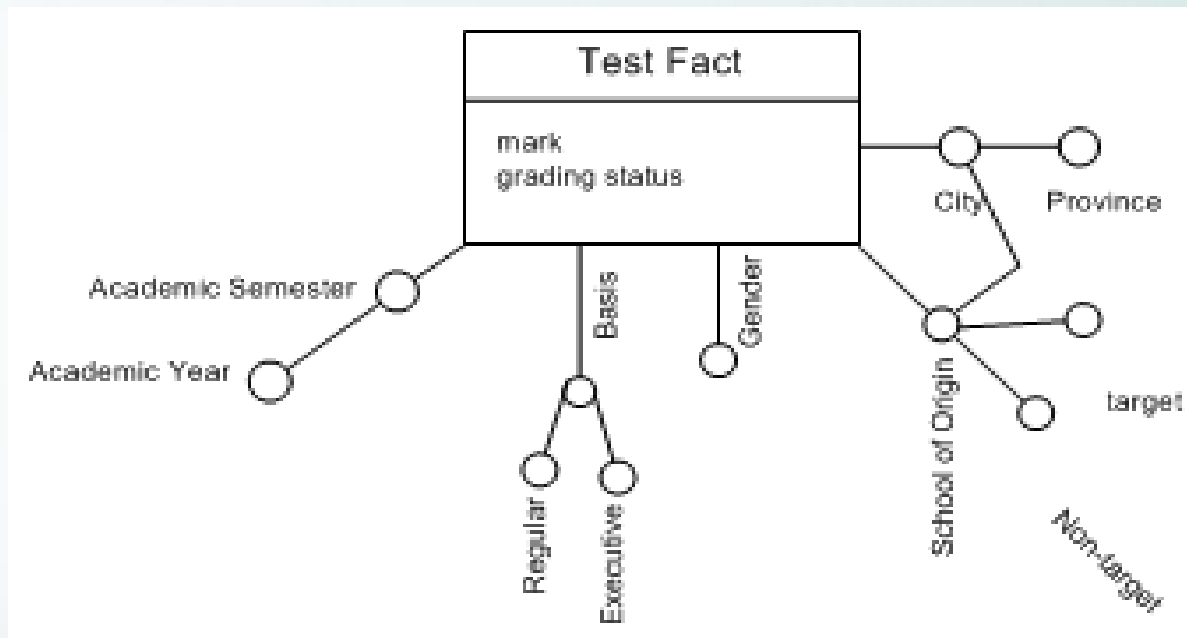 Test Fact
mark
grading status
City
Province
Academic Semester
Basis
Gender
Academic Year
School of Origin
target
Regular
Executive
Non-target